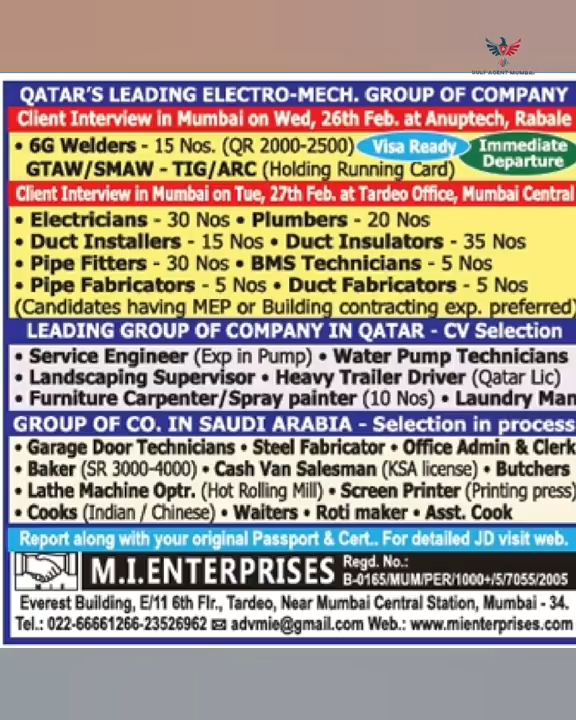 GULF AGENT MUMBAI
QATAR'S LEADING ELECTRO-MECH. GROUP OF COMPANY
Client Interview in Mumbai on Wed, 26th Feb. at Anuptech, Rabale
• 6G Welders - 15 Nos. (QR 2000-2500) Visa Ready Immediate Departure
GTAW/SMAW - TIG/ARC (Holding Running Card)
Client Interview in Mumbai on Tue, 27th Feb. at Tardeo Office, Mumbai Central
• Electricians - 30 Nos • Plumbers - 20 Nos
• Duct Installers - 15 Nos • Duct Insulators - 35 Nos
• Pipe Fitters - 30 Nos • BMS Technicians - 5 Nos
• Pipe Fabricators - 5 Nos • Duct Fabricators - 5 Nos
(Candidates having MEP or Building contracting exp. preferred)
LEADING GROUP OF COMPANY IN QATAR - CV Selection
• Service Engineer (Exp in Pump) • Water Pump Technicians
• Landscaping Supervisor • Heavy Trailer Driver (Qatar Lic)
• Furniture Carpenter/Spray painter (10 Nos) • Laundry Man
GROUP OF CO. IN SAUDI ARABIA - Selection in process
• Garage Door Technicians • Steel Fabricator • Office Admin & Clerk
• Baker (SR 3000-4000) • Cash Van Salesman (KSA license) • Butchers
• Lathe Machine Optr. (Hot Rolling Mill) • Screen Printer (Printing press)
• Cooks (Indian / Chinese) • Waiters • Roti maker • Asst. Cook
Report along with your original Passport & Cert.. For detailed JD visit web.
M.I.ENTERPRISES Regd. No.:
B-0165/MUM/PER/1000+/5/7055/2005
Everest Building, E/11 6th Flr., Tardeo, Near Mumbai Central Station, Mumbai - 34.
Tel.: 022-66661266-23526962 ✉ advmie@gmail.com Web.: www.mienterprises.com